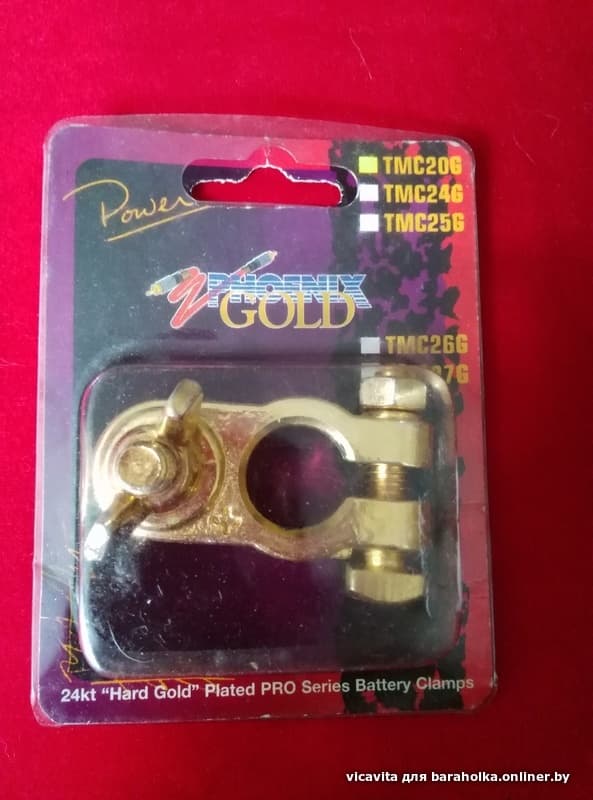 Power
TMC20G
TMC24G
TMC25G
PHOENIX
GOLD
TMC26G
7G
24kt “Hard Gold” Plated PRO Series Battery Clamps
vicavita для baraholka.onliner.by